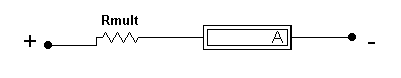 Rmult
+ A -